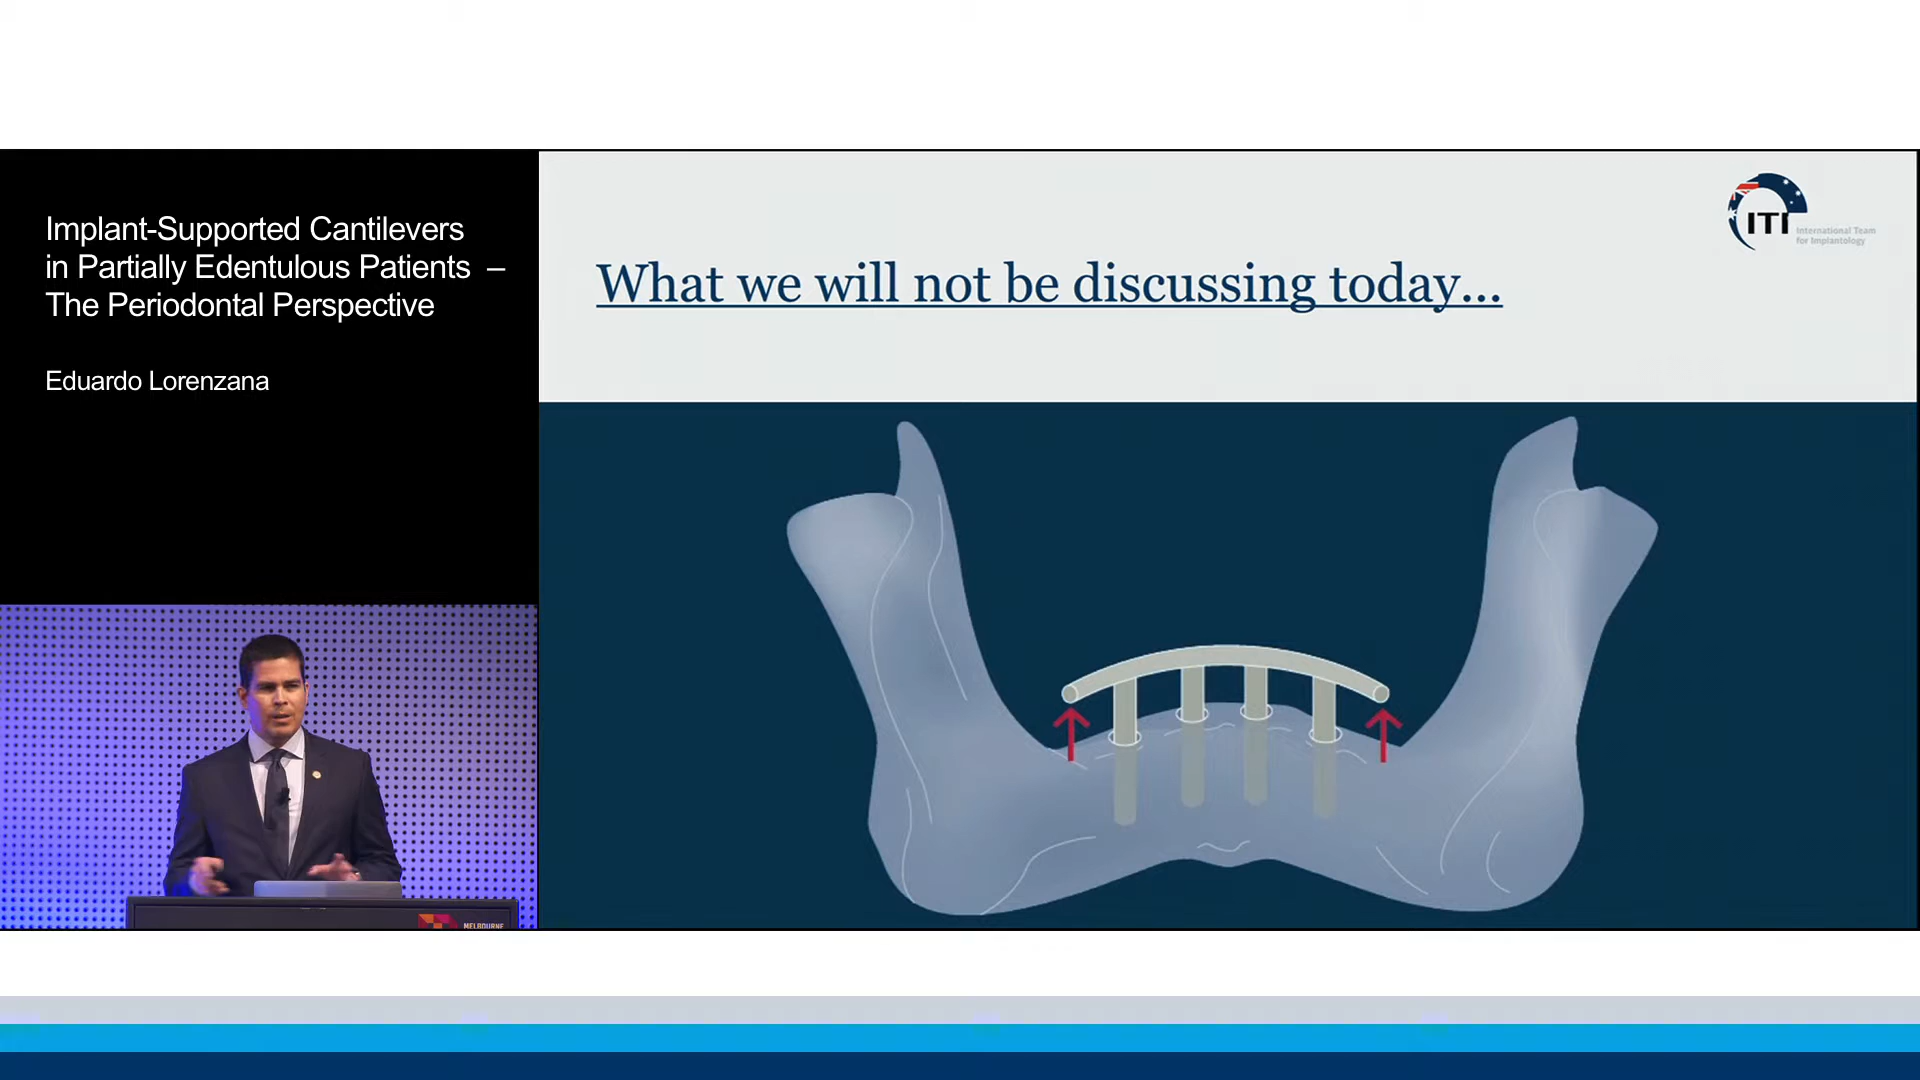 Implant-Supported Cantilevers
in Partially Edentulous Patients –
The Periodontal Perspective
Eduardo Lorenzana
What we will not be discussing today...
ITI
International Team
for Implantology
MELBOURNE